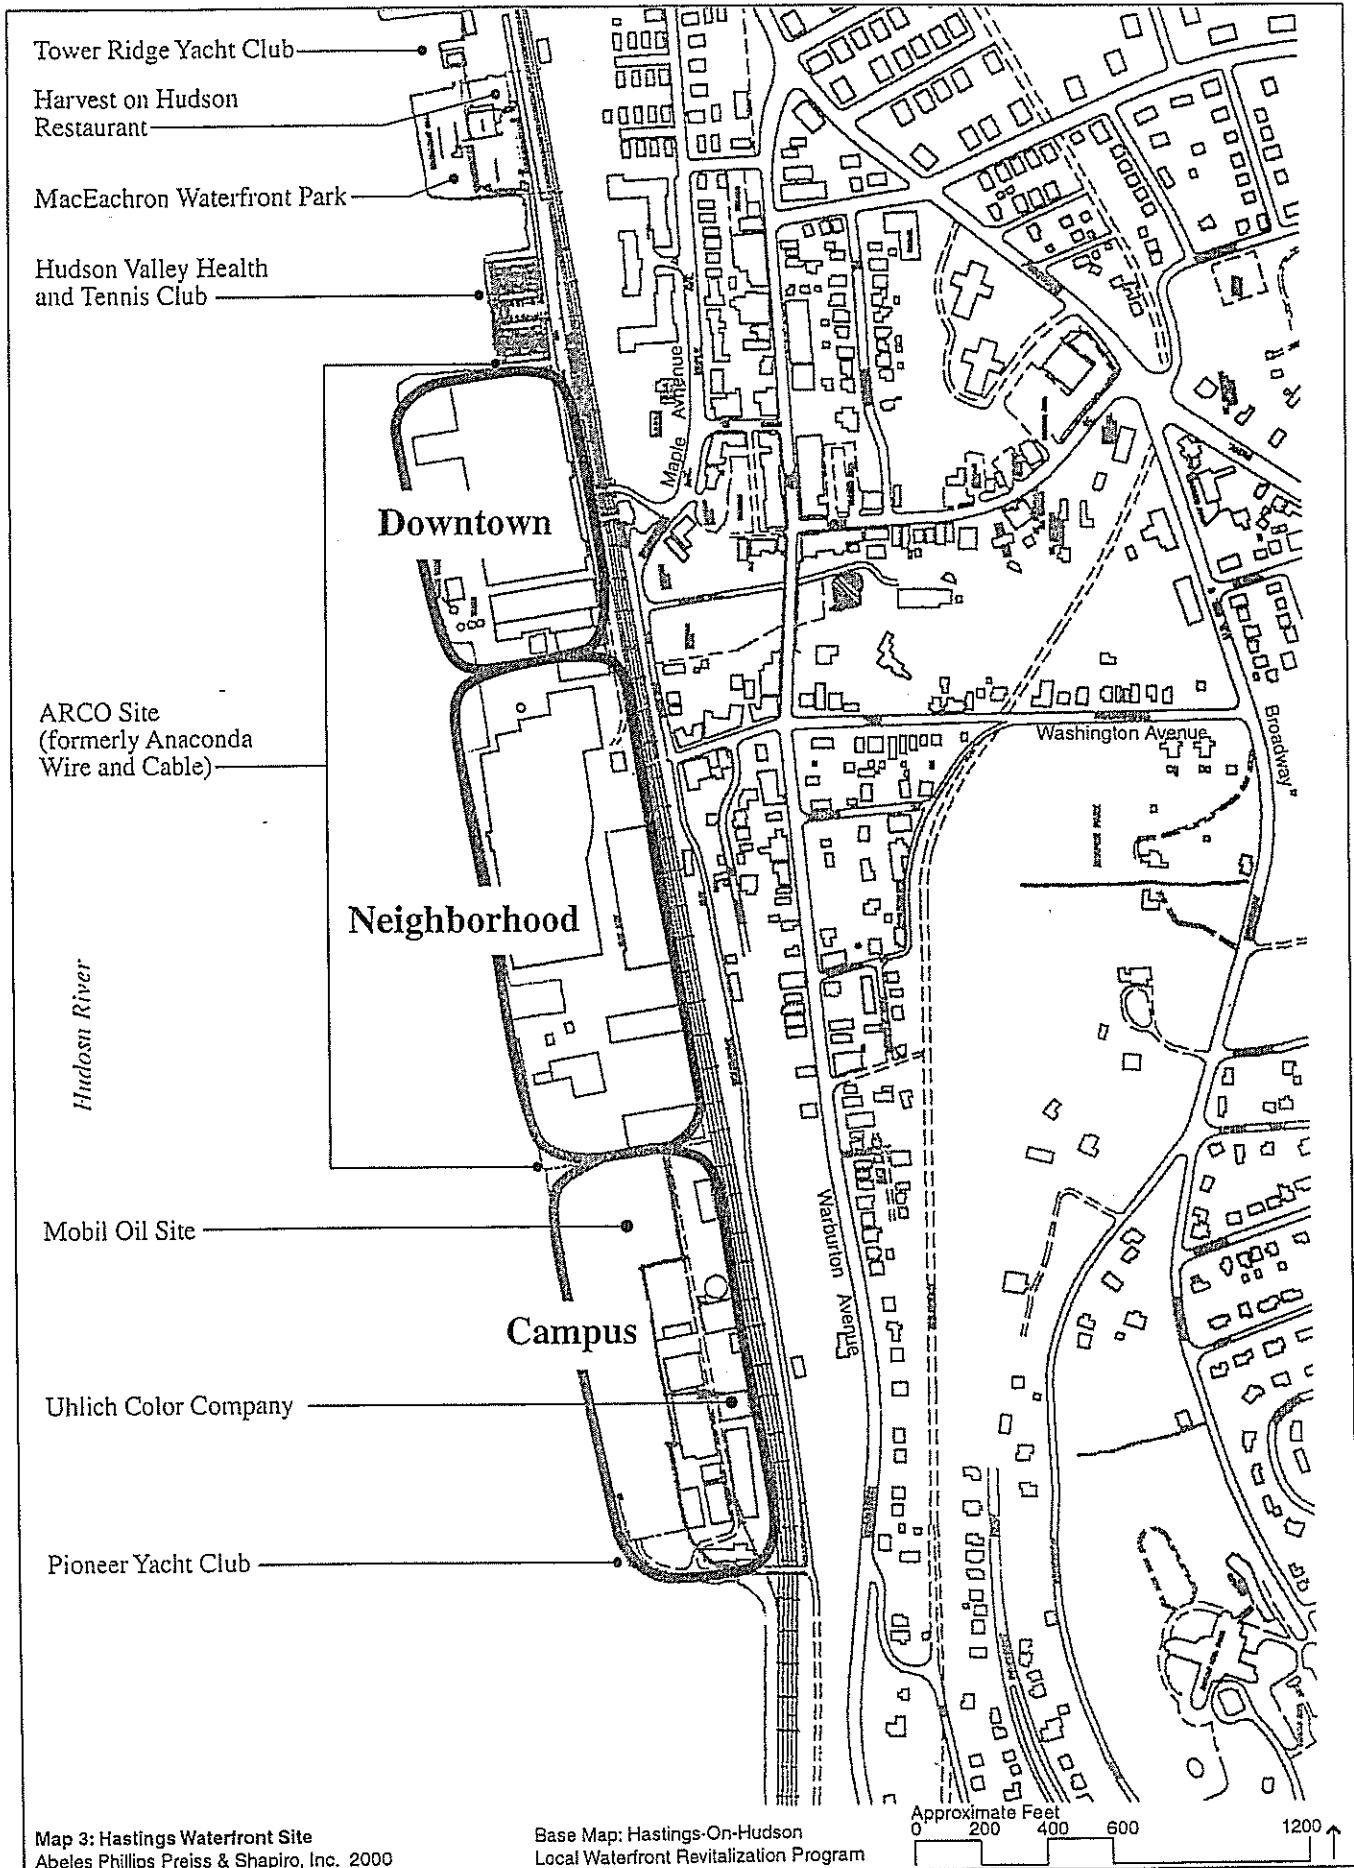 Tower Ridge Yacht Club
Harvest on Hudson
Restaurant
MacEachron Waterfront Park
Hudson Valley Health
and Tennis Club
Maple Avhenue
Downtown
ARCO Site
(formerly Anaconda
Wire and Cable)
Washington Avenue
Broadway
Neighborhood
Hudosn River
Mobil Oil Site
Warburton Avenue
Campus
Uhlich Color Company
Pioneer Yacht Club
Map 3: Hastings Waterfront Site
Abeles Phillips Preiss & Shapiro, Inc. 2000
Base Map: Hastings-On-Hudson
Local Waterfront Revitalization Program
Approximate Feet
0 200 400 600 1200